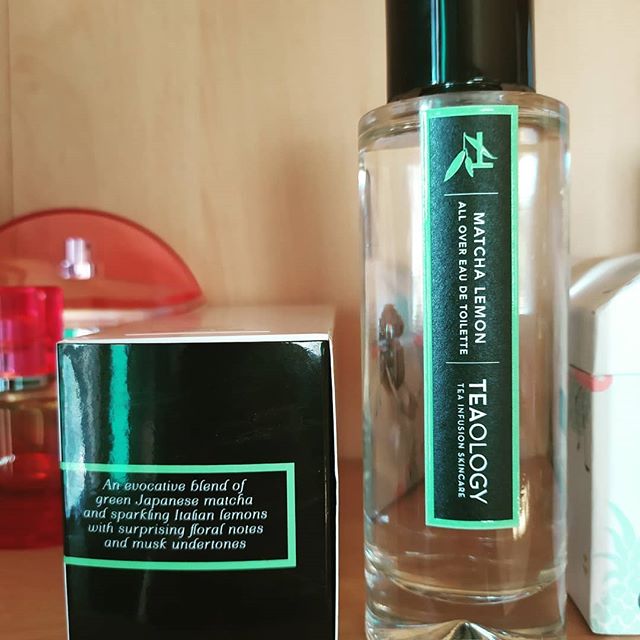 An evocative blend of
green Japanese matcha
and sparkling Italian lemons
with surprising floral notes
and musk undertones
MATCHA LEMON
ALL OVER EAU DE TOILETTE
TEAOLOGY
TEA INFUSION SKINCARE